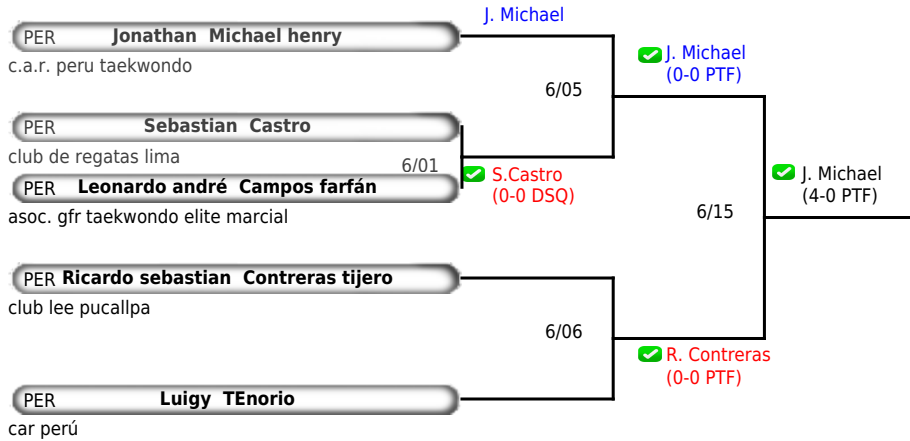 J. Michael
PER Jonathan Michael henry
c.a.r. peru taekwondo
J. Michael
(0-0 PTF)
6/05
PER Sebastian Castro
club de regatas lima
6/01
S.Castro
(0-0 DSQ)
PER Leonardo andré Campos farfán
asoc. gfr taekwondo elite marcial
J. Michael
(4-0 PTF)
6/15
PER Ricardo sebastian Contreras tijero
club lee pucallpa
6/06
R. Contreras
(0-0 PTF)
PER Luigy TEnorio
car perú